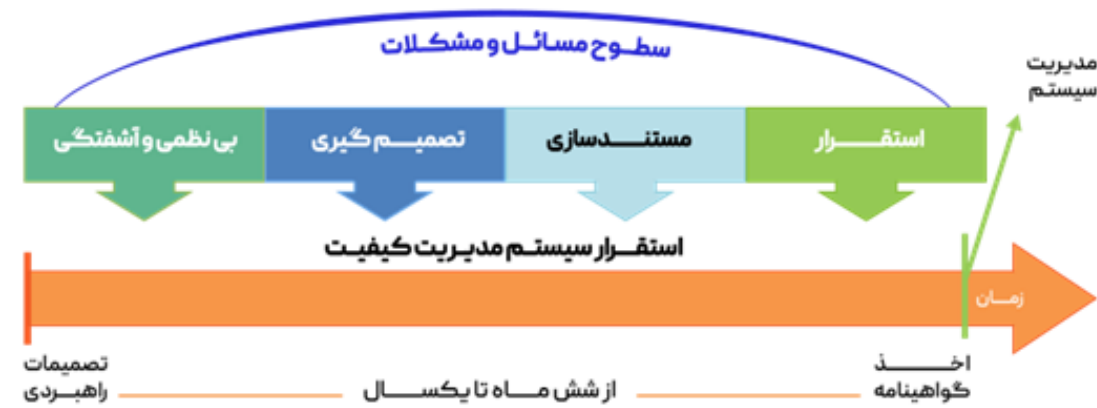 سطوح مسائل و مشکلات
مدیریت
سیستم
بی نظمی و آشفتگی
تصمیم گیری
مستندسازی
استقرار
استقرار سیستم مدیریت کیفیت
زمان
تصمیمات
راهبردی
از شش ماه تا یکسال
اخذ
گواهینامه